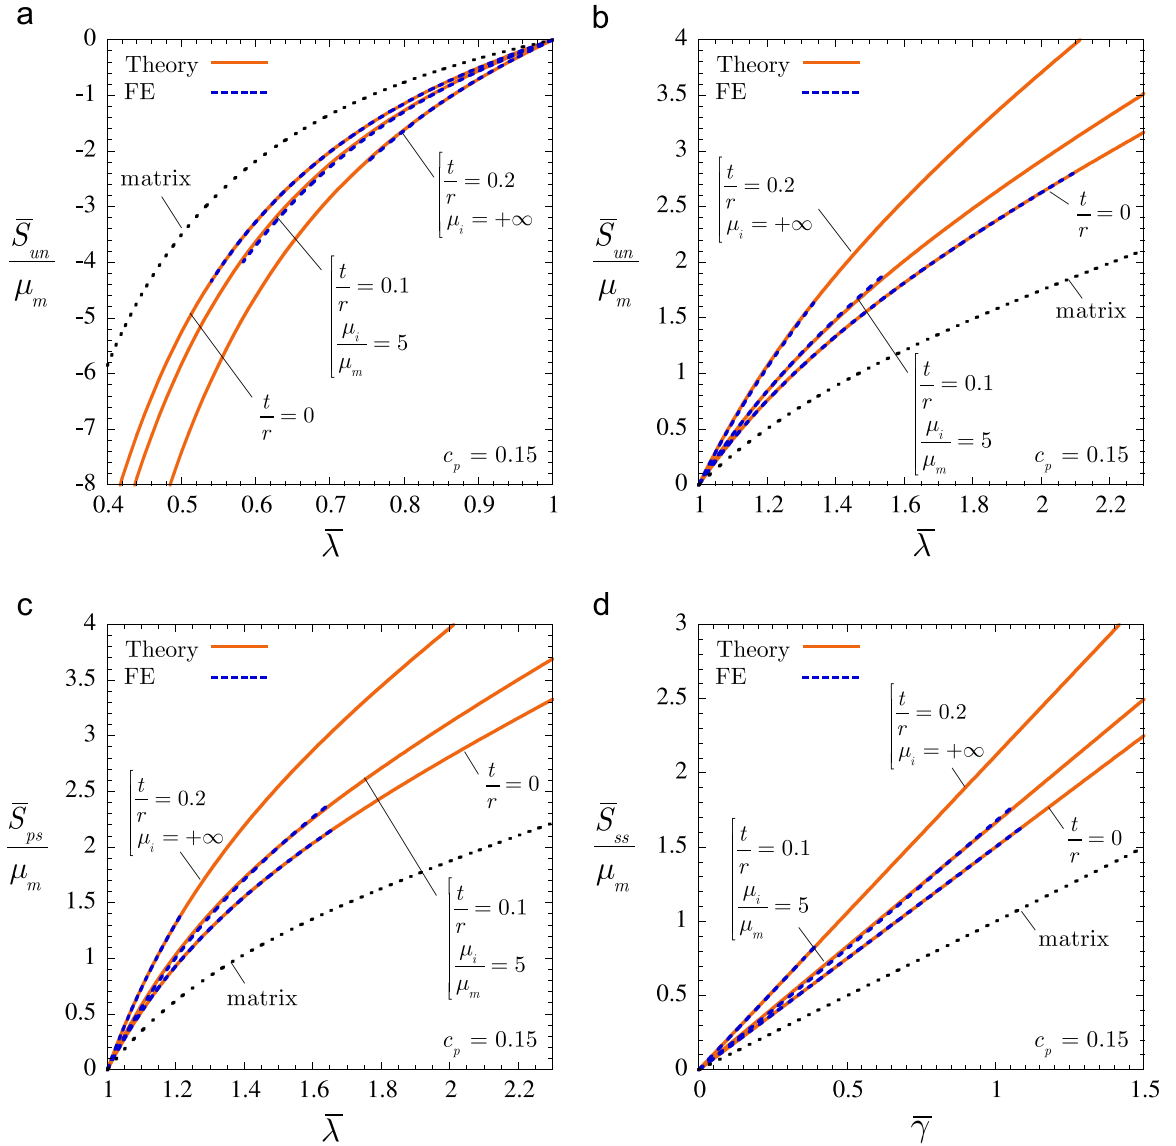 a
Theory
FE
0
-1
-2
-3
-4
-5
-6
-7
-8
0.4 0.5 0.6 0.7 0.8 0.9 1
S̅_un / μ_m
λ̅
matrix
t/r = 0.2
μ_i = +∞
t/r = 0.1
μ_i/μ_m = 5
t/r = 0
c_p = 0.15
b
Theory
FE
4
3.5
3
2.5
2
1.5
1
0.5
0
1 1.2 1.4 1.6 1.8 2 2.2
S̅_un / μ_m
λ̅
t/r = 0.2
μ_i = +∞
t/r = 0
matrix
t/r = 0.1
μ_i/μ_m = 5
c_p = 0.15
c
Theory
FE
4
3.5
3
2.5
2
1.5
1
0.5
0
1 1.2 1.4 1.6 1.8 2 2.2
S̅_ps / μ_m
λ̅
t/r = 0.2
μ_i = +∞
t/r = 0
t/r = 0.1
μ_i/μ_m = 5
matrix
c_p = 0.15
d
Theory
FE
3
2.5
2
1.5
1
0.5
0
0 0.5 1 1.5
S̅_ss / μ_m
γ̅
t/r = 0.2
μ_i = +∞
t/r = 0.1
μ_i/μ_m = 5
t/r = 0
matrix
c_p = 0.15